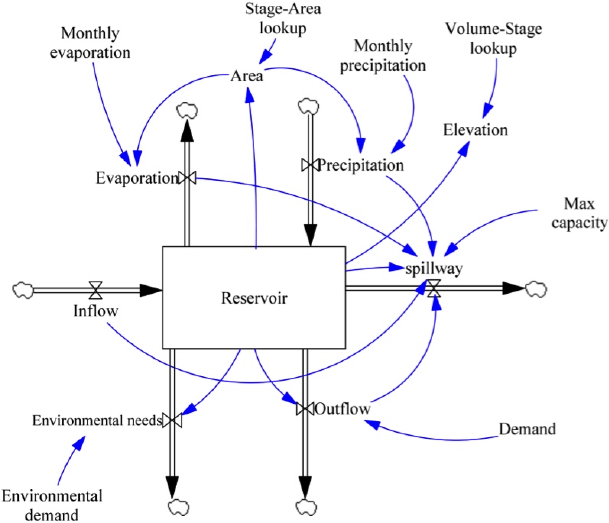 Stage-Area
lookup
Monthly
evaporation
Monthly
precipitation
Volume-Stage
lookup
Area
Elevation
Evaporation
Precipitation
Max
capacity
spillway
Reservoir
Inflow
Environmental needs
Outflow
Demand
Environmental
demand